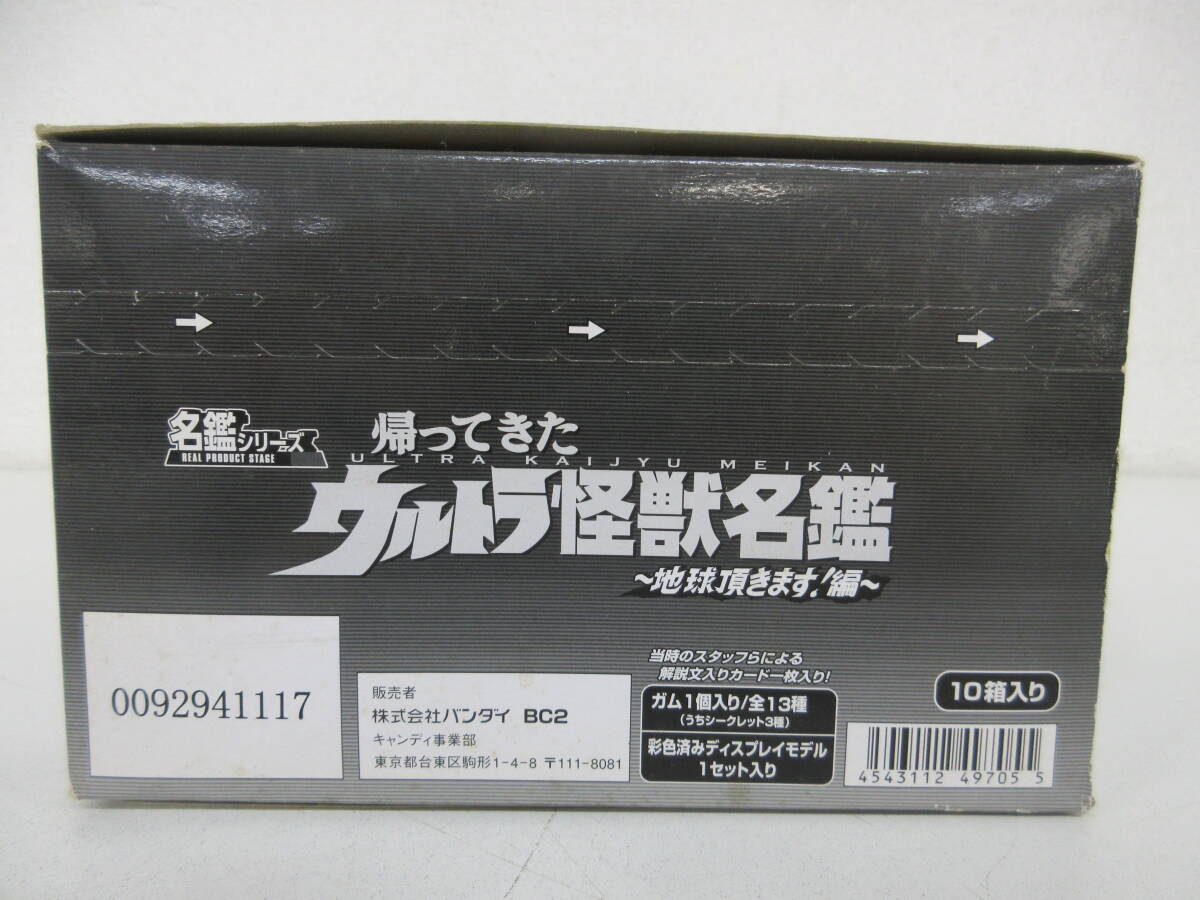 名鑑シリーズ
REAL PRODUCT STAGE
帰ってきた
ULTRA KAIJYU MEIKAN
ウルトラ怪獣名鑑
～地球頂きます!編～
0092941117
販売者
株式会社バンダイ BC2
キャンディ事業部
東京都台東区駒形1-4-8 〒111-8081
当時のスタッフらによる
解説文入りカード一枚入り!
ガム1個入り/全13種
(うちシークレット3種)
彩色済みディスプレイモデル
1セット入り
10箱入り
4543112 49705 5